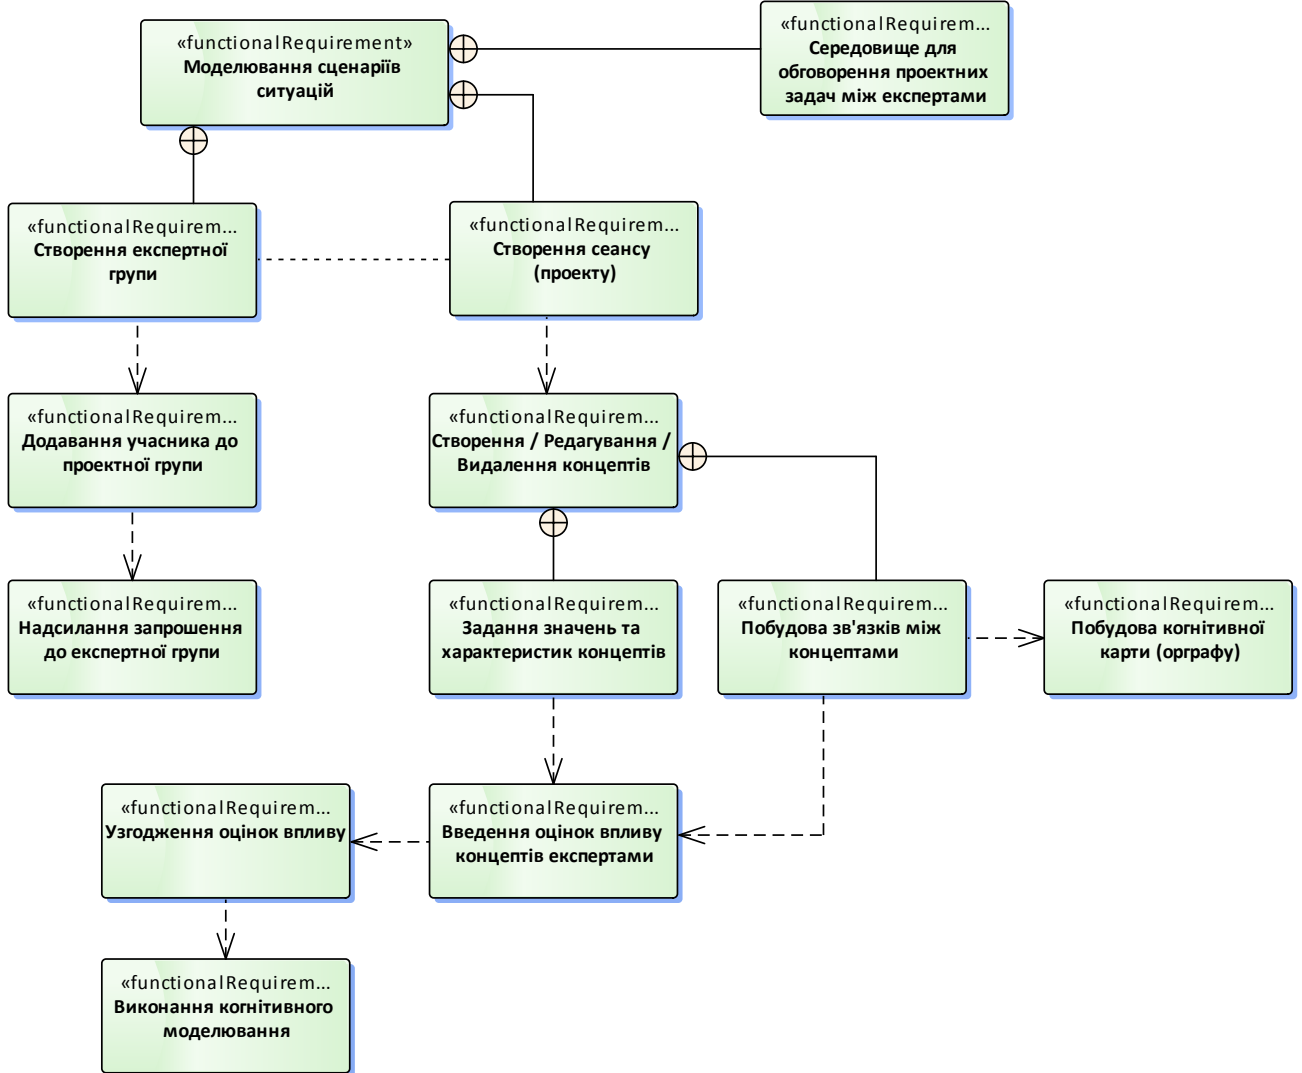 «functionalRequirement»
Моделювання сценаріїв
ситуацій
«functionalRequirem...
Середовище для
обговорення проектних
задач між експертами
«functionalRequirem...
Створення експертної
групи
«functionalRequirem...
Створення сеансу
(проекту)
«functionalRequirem...
Додавання учасника до
проектної групи
«functionalRequirem...
Створення / Редагування /
Видалення концептів
«functionalRequirem...
Надсилання запрошення
до експертної групи
«functionalRequirem...
Задання значень та
характеристик концептів
«functionalRequirem...
Побудова зв'язків між
концептами
«functionalRequirem...
Побудова когнітивної
карти (орграфу)
«functionalRequirem...
Узгодження оцінок впливу
«functionalRequirem...
Введення оцінок впливу
концептів експертами
«functionalRequirem...
Виконання когнітивного
моделювання